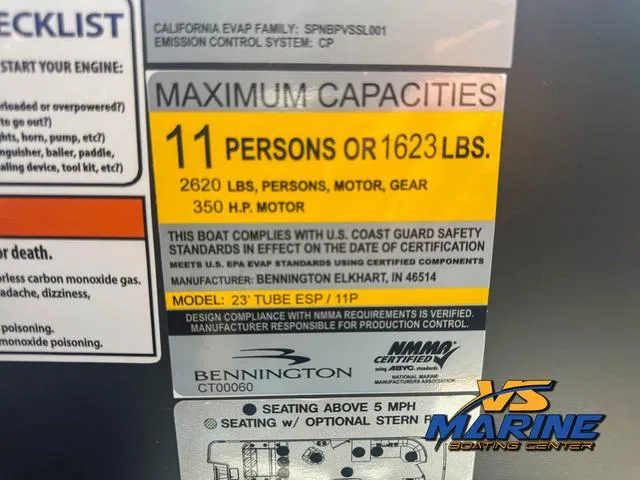 ECKLIST
START YOUR ENGINE:
rloaded or overpowered?)
to go out?)
hts, horn, pump, etc?)
nguisher, bailer, paddle,
aling device, tool kit, etc?)
or death.
orless carbon monoxide gas.
adache, dizziness,
poisoning.
monoxide poisoning.
CALIFORNIA EVAP FAMILY: SPNBPVSSL001
EMISSION CONTROL SYSTEM: CP
MAXIMUM CAPACITIES
11 PERSONS OR 1623 LBS.
2620 LBS, PERSONS, MOTOR, GEAR
350 H.P. MOTOR
THIS BOAT COMPLIES WITH U.S. COAST GUARD SAFETY
STANDARDS IN EFFECT ON THE DATE OF CERTIFICATION
MEETS U.S. EPA EVAP STANDARDS USING CERTIFIED COMPONENTS
MANUFACTURER: BENNINGTON ELKHART, IN 46514
MODEL: 23' TUBE ESP / 11P
DESIGN COMPLIANCE WITH NMMA REQUIREMENTS IS VERIFIED.
MANUFACTURER RESPONSIBLE FOR PRODUCTION CONTROL.
BENNINGTON
CT00060
NMMA
CERTIFIED
using ABYC. standards
NATIONAL MARINE
MANUFACTURERS ASSOCIATION
SEATING ABOVE 5 MPH
SEATING w/ OPTIONAL STERN
VS
MARINE
BOATING CENTER